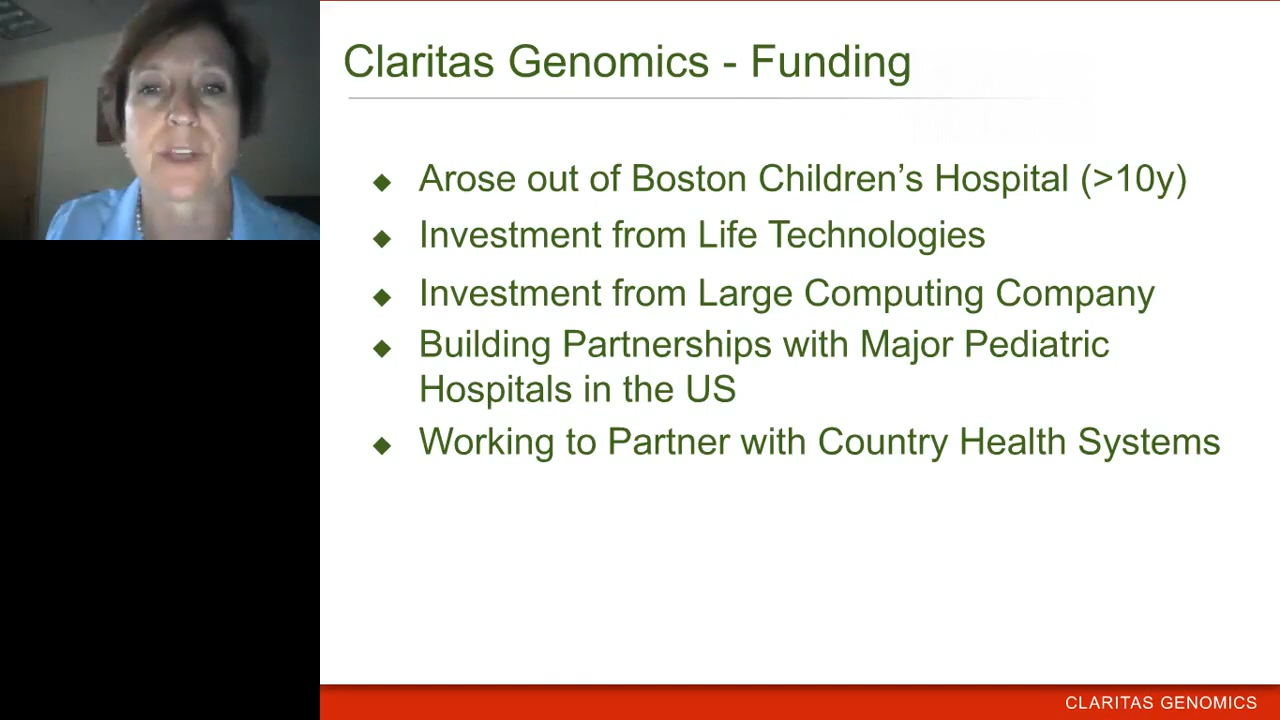 Claritas Genomics - Funding
◆ Arose out of Boston Children’s Hospital (>10y)
◆ Investment from Life Technologies
◆ Investment from Large Computing Company
◆ Building Partnerships with Major Pediatric
Hospitals in the US
◆ Working to Partner with Country Health Systems
CLARITAS GENOMICS